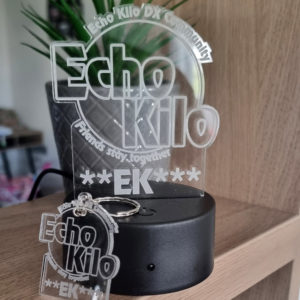 Echo Kilo DX Community
Echo
Kilo
Friends stay together
**EK***
Echo
Kilo
**EK***